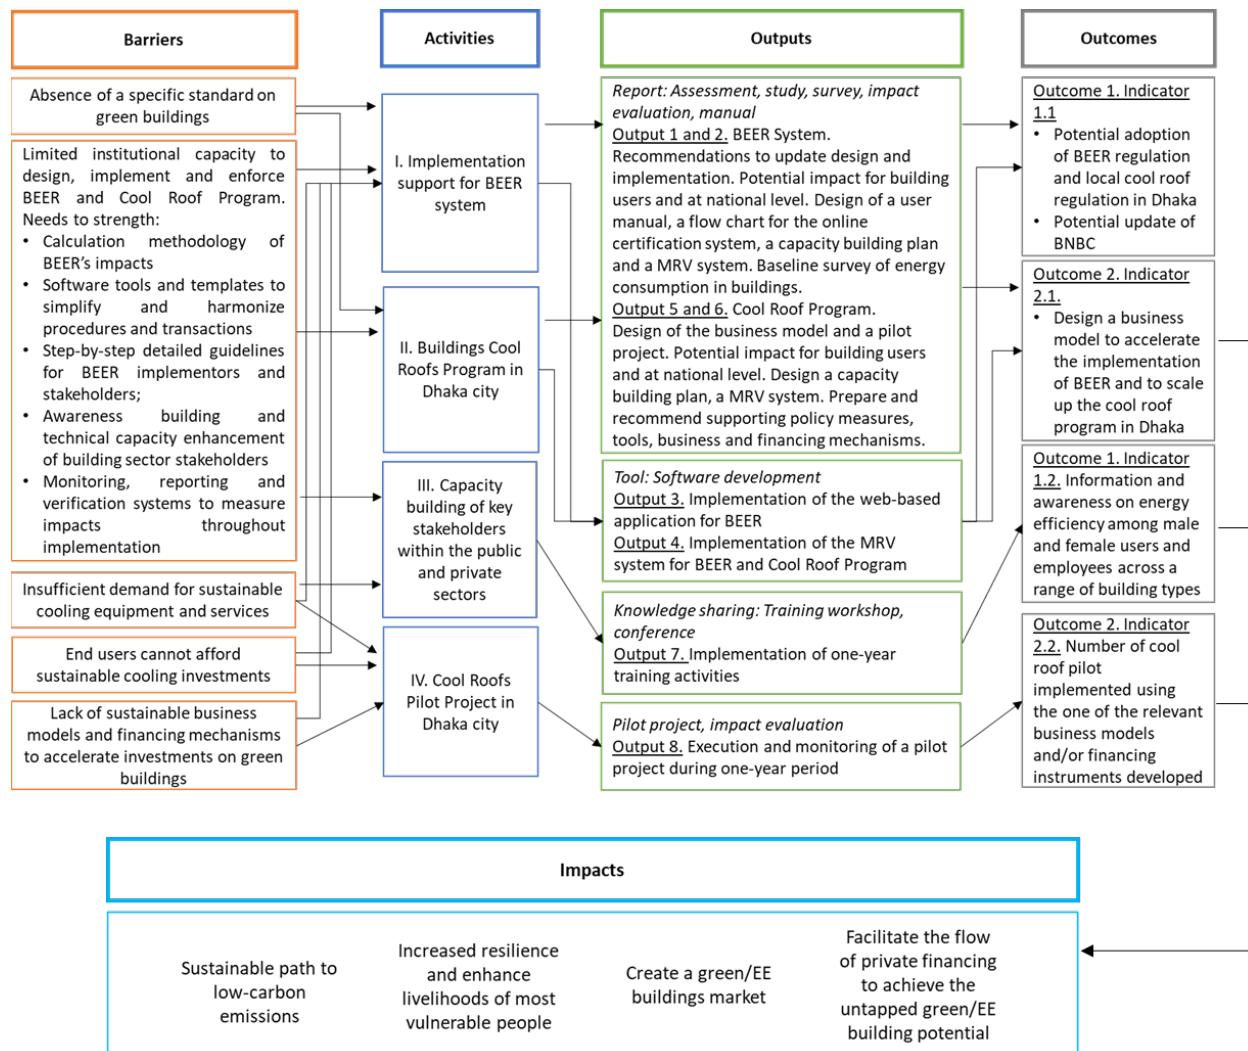 Barriers
Activities
Outputs
Outcomes
Absence of a specific standard on
green buildings
Limited institutional capacity to
design, implement and enforce
BEER and Cool Roof Program.
Needs to strength:
• Calculation methodology of
BEER's impacts
• Software tools and templates to
simplify and harmonize
procedures and transactions
• Step-by-step detailed guidelines
for BEER implementors and
stakeholders;
• Awareness building and
technical capacity enhancement
of building sector stakeholders
• Monitoring, reporting and
verification systems to measure
impacts throughout
implementation
Insufficient demand for sustainable
cooling equipment and services
End users cannot afford
sustainable cooling investments
Lack of sustainable business
models and financing mechanisms
to accelerate investments on green
buildings
I. Implementation
support for BEER
system
II. Buildings Cool
Roofs Program in
Dhaka city
III. Capacity
building of key
stakeholders
within the public
and private
sectors
IV. Cool Roofs
Pilot Project in
Dhaka city
Report: Assessment, study, survey, impact
evaluation, manual
Output 1 and 2. BEER System.
Recommendations to update design and
implementation. Potential impact for building
users and at national level. Design of a user
manual, a flow chart for the online
certification system, a capacity building plan
and a MRV system. Baseline survey of energy
consumption in buildings.
Output 5 and 6. Cool Roof Program.
Design of the business model and a pilot
project. Potential impact for building users
and at national level. Design a capacity
building plan, a MRV system. Prepare and
recommend supporting policy measures,
tools, business and financing mechanisms.
Tool: Software development
Output 3. Implementation of the web-based
application for BEER
Output 4. Implementation of the MRV
system for BEER and Cool Roof Program
Knowledge sharing: Training workshop,
conference
Output 7. Implementation of one-year
training activities
Pilot project, impact evaluation
Output 8. Execution and monitoring of a pilot
project during one-year period
Outcome 1. Indicator
1.1
• Potential adoption
of BEER regulation
and local cool roof
regulation in Dhaka
• Potential update of
BNBC
Outcome 2. Indicator
2.1.
• Design a business
model to accelerate
the implementation
of BEER and to scale
up the cool roof
program in Dhaka
Outcome 1. Indicator
1.2. Information and
awareness on energy
efficiency among male
and female users and
employees across a
range of building types
Outcome 2. Indicator
2.2. Number of cool
roof pilot
implemented using
the one of the relevant
business models
and/or financing
instruments developed
Impacts
Sustainable path to
low-carbon
emissions
Increased resilience
and enhance
livelihoods of most
vulnerable people
Create a green/EE
buildings market
Facilitate the flow
of private financing
to achieve the
untapped green/EE
building potential